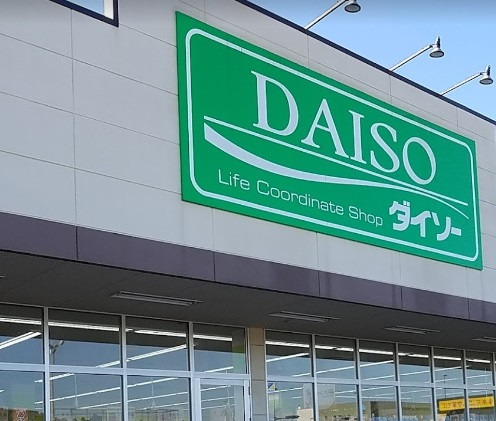 DAISO
Life Coordinate Shop
ダイソー